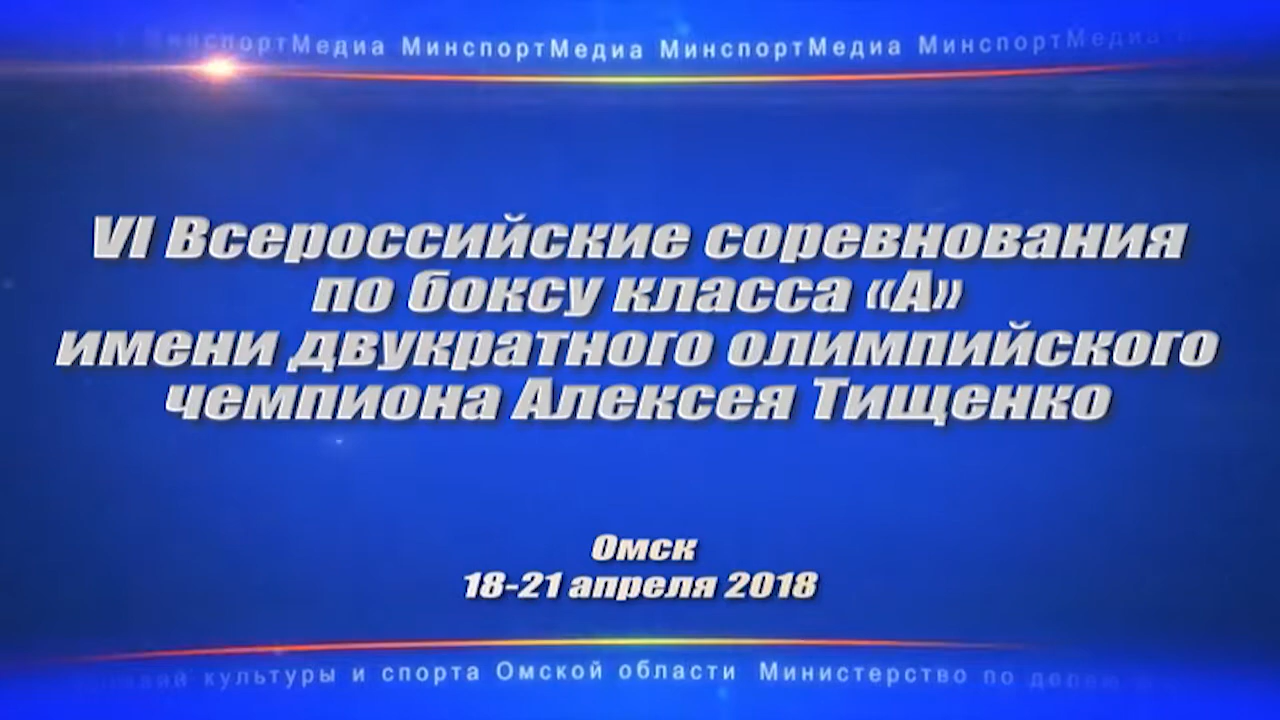 МинспортМедиа МинспортМедиа МинспортМедиа МинспортМедиа
VI Всероссийские соревнования
по боксу класса «А»
имени двукратного олимпийского
чемпиона Алексея Тищенко
Омск
18-21 апреля 2018
культуры и спорта Омской области Министерство по делам